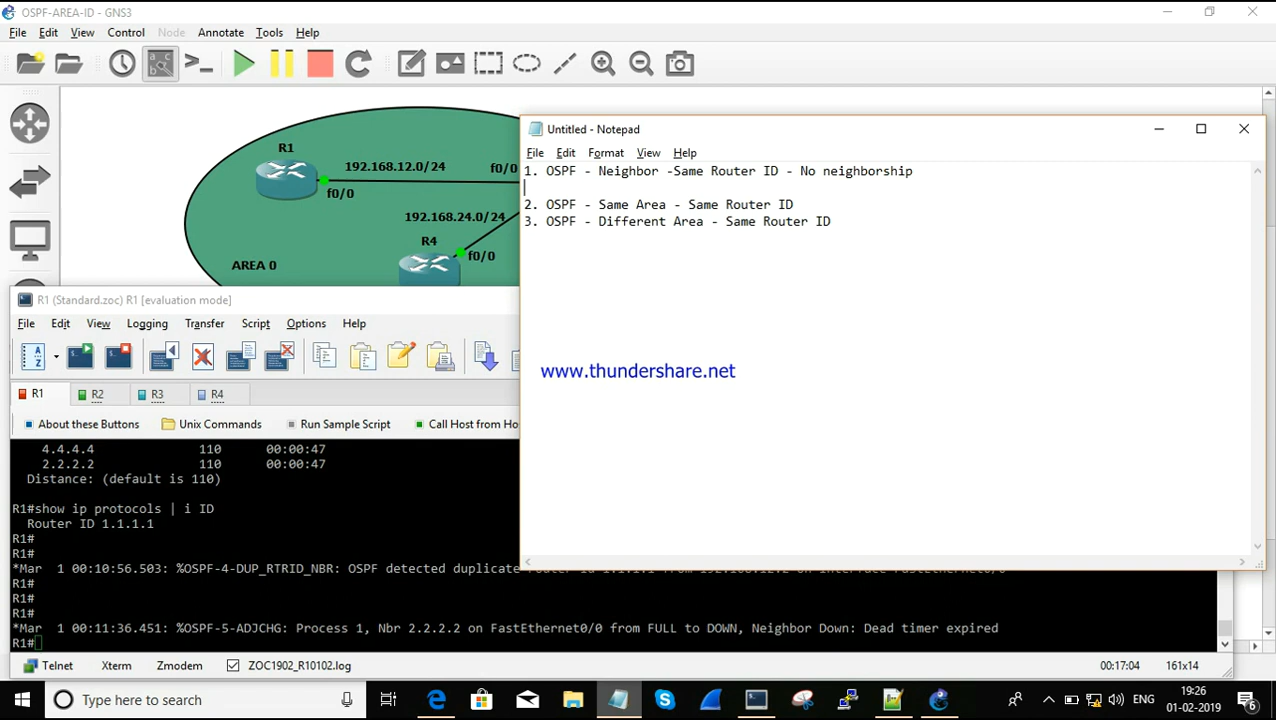 OSPF-AREA-ID - GNS3
File Edit View Control Node Annotate Tools Help
R1
192.168.12.0/24
f0/0
f0/0
192.168.24.0/24
R4
f0/0
AREA 0
Untitled - Notepad
File Edit Format View Help
1. OSPF - Neighbor -Same Router ID - No neighborship
2. OSPF - Same Area - Same Router ID
3. OSPF - Different Area - Same Router ID
www.thundershare.net
R1 (Standard.zoc) R1 [evaluation mode]
File Edit View Logging Transfer Script Options Help
R1 R2 R3 R4
About these Buttons Unix Commands Run Sample Script Call Host from Ho
4.4.4.4 110 00:00:47
2.2.2.2 110 00:00:47
Distance: (default is 110)
R1#show ip protocols | i ID
Router ID 1.1.1.1
R1#
R1#
*Mar 1 00:10:56.503: %OSPF-4-DUP_RTRID_NBR: OSPF detected duplicate
R1#
R1#
R1#
*Mar 1 00:11:36.451: %OSPF-5-ADJCHG: Process 1, Nbr 2.2.2.2 on FastEthernet0/0 from FULL to DOWN, Neighbor Down: Dead timer expired
R1#
Telnet Xterm Zmodem ZOC1902_R10102.log 00:17:04 161x14
Type here to search
ENG
19:26
01-02-2019
6